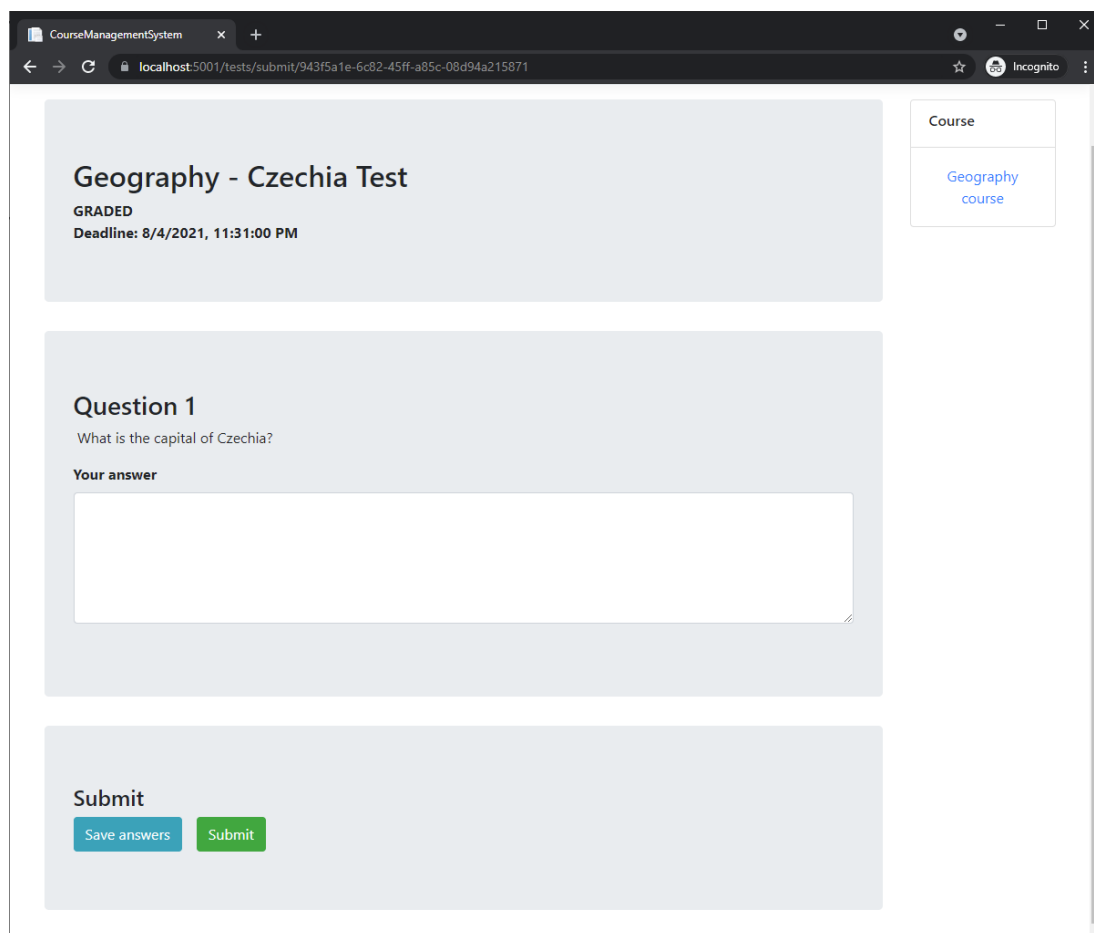 CourseManagementSystem
localhost:5001/tests/submit/943f5a1e-6c82-45ff-a85c-08d94a215871
Incognito
Geography - Czechia Test
GRADED
Deadline: 8/4/2021, 11:31:00 PM
Course
Geography
course
Question 1
What is the capital of Czechia?
Your answer
Submit
Save answers
Submit